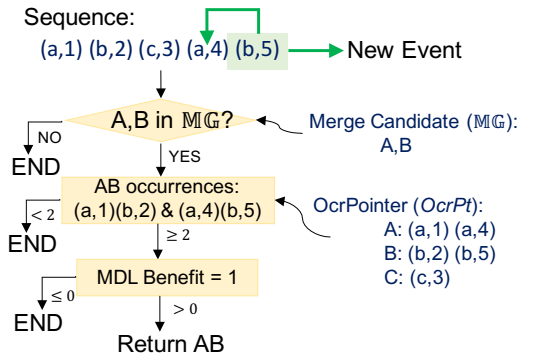 Sequence:
(a,1) (b,2) (c,3) (a,4) (b,5)
New Event
A,B in 𝕄𝔾?
Merge Candidate (𝕄𝔾):
A,B
NO
END
YES
AB occurrences:
(a,1)(b,2) & (a,4)(b,5)
OcrPointer (OcrPt):
A: (a,1) (a,4)
B: (b,2) (b,5)
C: (c,3)
< 2
END
≥ 2
MDL Benefit = 1
≤ 0
END
> 0
Return AB